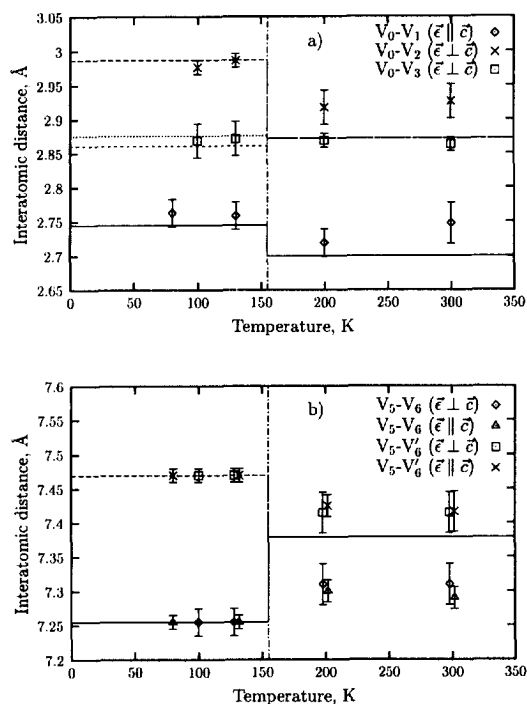 a)
V₀-V₁ (ε⃗ ∥ c⃗)
V₀-V₂ (ε⃗ ⊥ c⃗)
V₀-V₃ (ε⃗ ⊥ c⃗)
Interatomic distance, Å
3.05
3
2.95
2.9
2.85
2.8
2.75
2.7
2.65
0 50 100 150 200 250 300 350
Temperature, K
b)
V₅-V₆ (ε⃗ ⊥ c⃗)
V₅-V₆ (ε⃗ ∥ c⃗)
V₅-V₆′ (ε⃗ ⊥ c⃗)
V₅-V₆′ (ε⃗ ∥ c⃗)
Interatomic distance, Å
7.6
7.5
7.45
7.4
7.35
7.3
7.25
7.2
0 50 100 150 200 250 300 350
Temperature, K